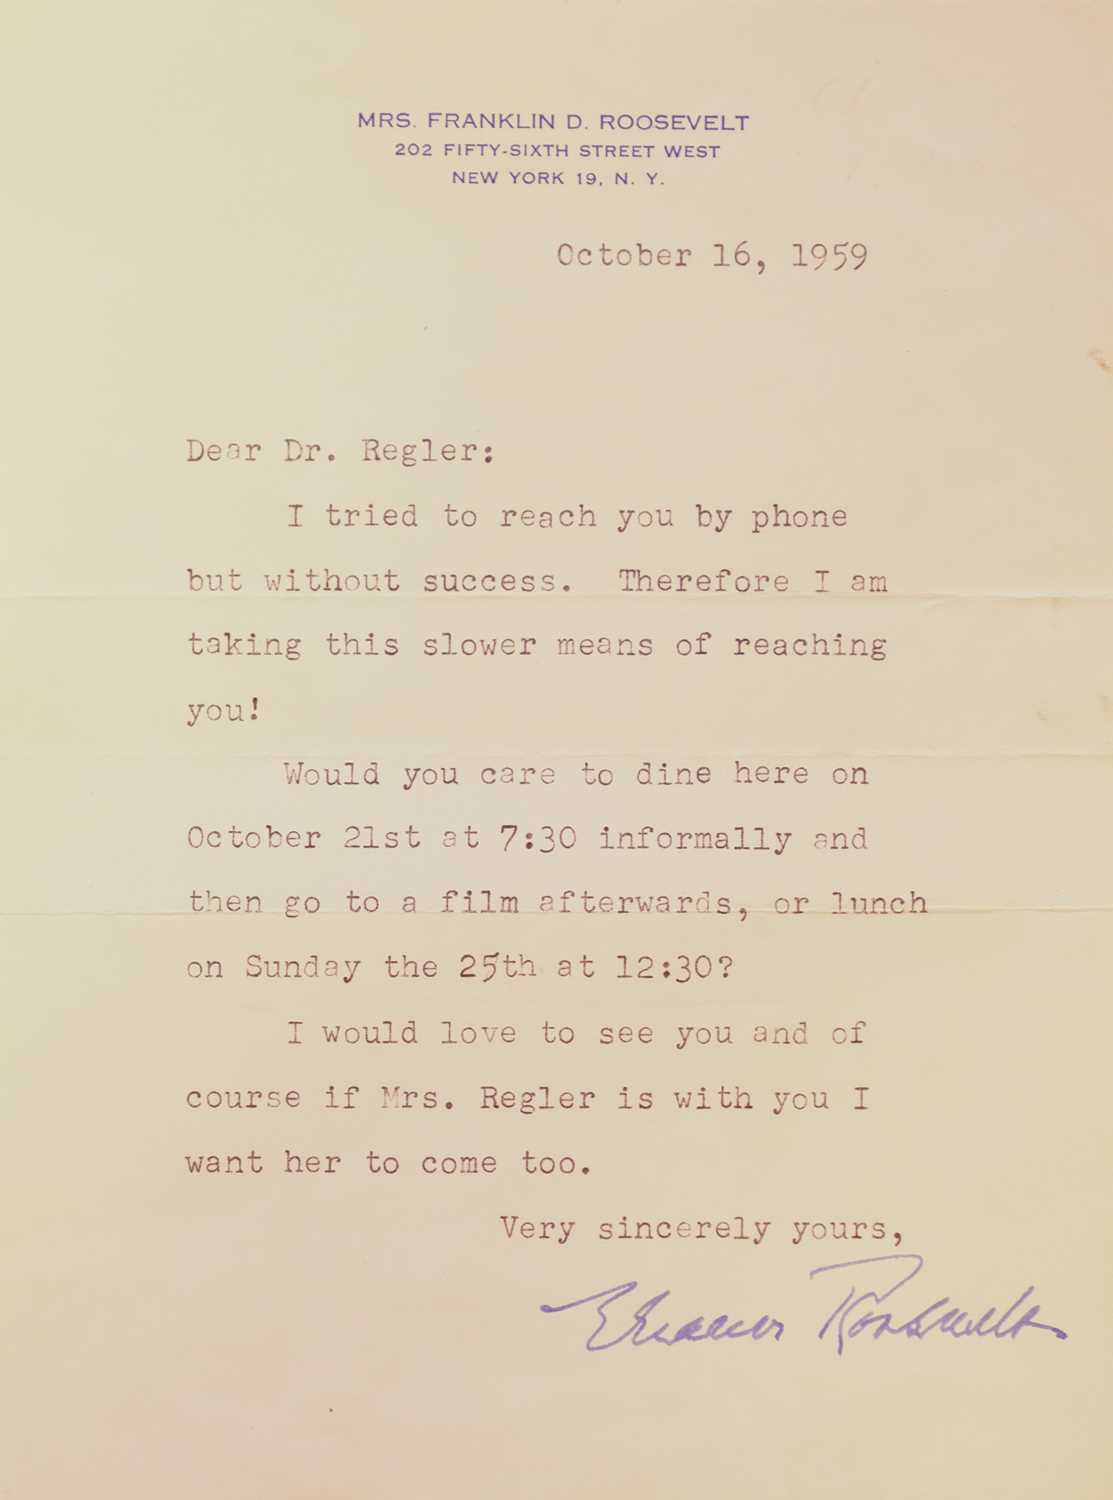 MRS. FRANKLIN D. ROOSEVELT
202 FIFTY-SIXTH STREET WEST
NEW YORK 19, N. Y.
October 16, 1959
Dear Dr. Regler:
I tried to reach you by phone
but without success. Therefore I am
taking this slower means of reaching
you!
Would you care to dine here on
October 21st at 7:30 informally and
then go to a film afterwards, or lunch
on Sunday the 25th at 12:30?
I would love to see you and of
course if Mrs. Regler is with you I
want her to come too.
Very sincerely yours,
Eleanor Roosevelt